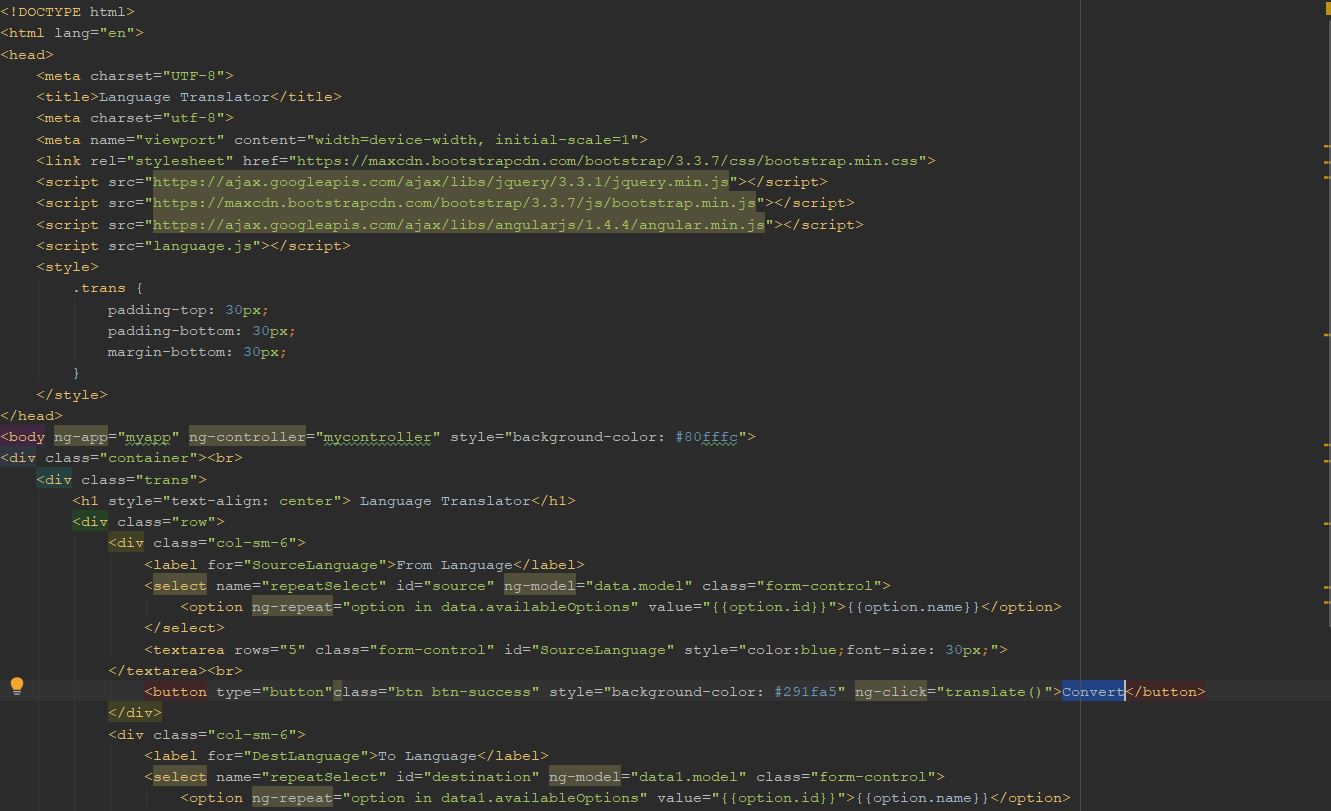 <!DOCTYPE html>
<html lang="en">
<head>
    <meta charset="UTF-8">
    <title>Language Translator</title>
    <meta charset="utf-8">
    <meta name="viewport" content="width=device-width, initial-scale=1">
    <link rel="stylesheet" href="https://maxcdn.bootstrapcdn.com/bootstrap/3.3.7/css/bootstrap.min.css">
    <script src="https://ajax.googleapis.com/ajax/libs/jquery/3.3.1/jquery.min.js"></script>
    <script src="https://maxcdn.bootstrapcdn.com/bootstrap/3.3.7/js/bootstrap.min.js"></script>
    <script src="https://ajax.googleapis.com/ajax/libs/angularjs/1.4.4/angular.min.js"></script>
    <script src="language.js"></script>
    <style>
        .trans {
            padding-top: 30px;
            padding-bottom: 30px;
            margin-bottom: 30px;
        }
    </style>
</head>
<body ng-app="myapp" ng-controller="mycontroller" style="background-color: #80fffc">
<div class="container"><br>
    <div class="trans">
        <h1 style="text-align: center"> Language Translator</h1>
        <div class="row">
            <div class="col-sm-6">
                <label for="SourceLanguage">From Language</label>
                <select name="repeatSelect" id="source" ng-model="data.model" class="form-control">
                    <option ng-repeat="option in data.availableOptions" value="{{option.id}}">{{option.name}}</option>
                </select>
                <textarea rows="5" class="form-control" id="SourceLanguage" style="color:blue;font-size: 30px;">
            </textarea><br>
                <button type="button"class="btn btn-success" style="background-color: #291fa5" ng-click="translate()">Convert</button>
            </div>
            <div class="col-sm-6">
                <label for="DestLanguage">To Language</label>
                <select name="repeatSelect" id="destination" ng-model="data1.model" class="form-control">
                    <option ng-repeat="option in data1.availableOptions" value="{{option.id}}">{{option.name}}</option>